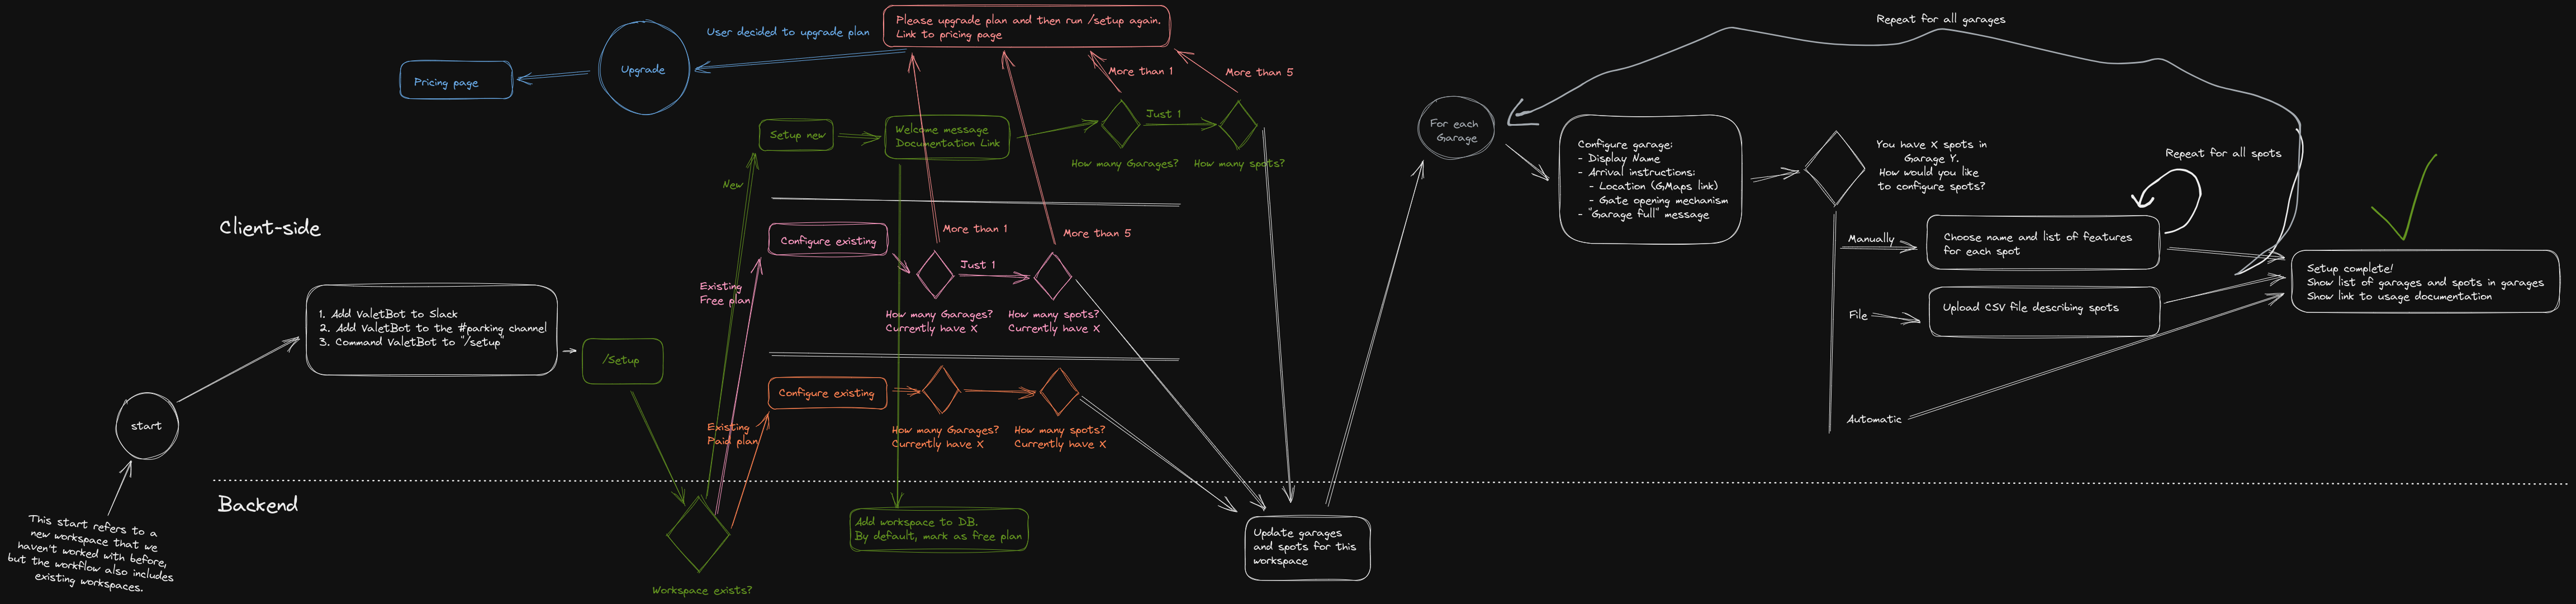 Repeat for all garages
Please upgrade plan and then run /setup again.
Link to pricing page
User decided to upgrade plan
Upgrade
Pricing page
More than 1
More than 5
Setup new
Welcome message
Documentation Link
Just 1
How many Garages?
How many spots?
New
For each
Garage
Configure garage:
- Display Name
- Arrival instructions:
- Location (GMaps link)
- Gate opening mechanism
- "Garage full" message
You have X spots in
Garage Y.
How would you like
to configure spots?
Repeat for all spots
Client-side
Configure existing
More than 1
More than 5
Just 1
Existing
Free plan
How many Garages?
Currently have X
How many spots?
Currently have X
Manually
Choose name and list of features
for each spot
File
Upload CSV file describing spots
Automatic
Setup complete!
Show list of garages and spots in garages
Show link to usage documentation
1. Add ValetBot to Slack
2. Add ValetBot to the #parking channel
3. Command ValetBot to "/setup"
/Setup
start
Configure existing
Existing
Paid plan
How many Garages?
Currently have X
How many spots?
Currently have X
Backend
This start refers to a
new workspace that we
haven't worked with before,
but the workflow also includes
existing workspaces.
Add workspace to DB.
By default, mark as free plan
Update garages
and spots for this
workspace
Workspace exists?